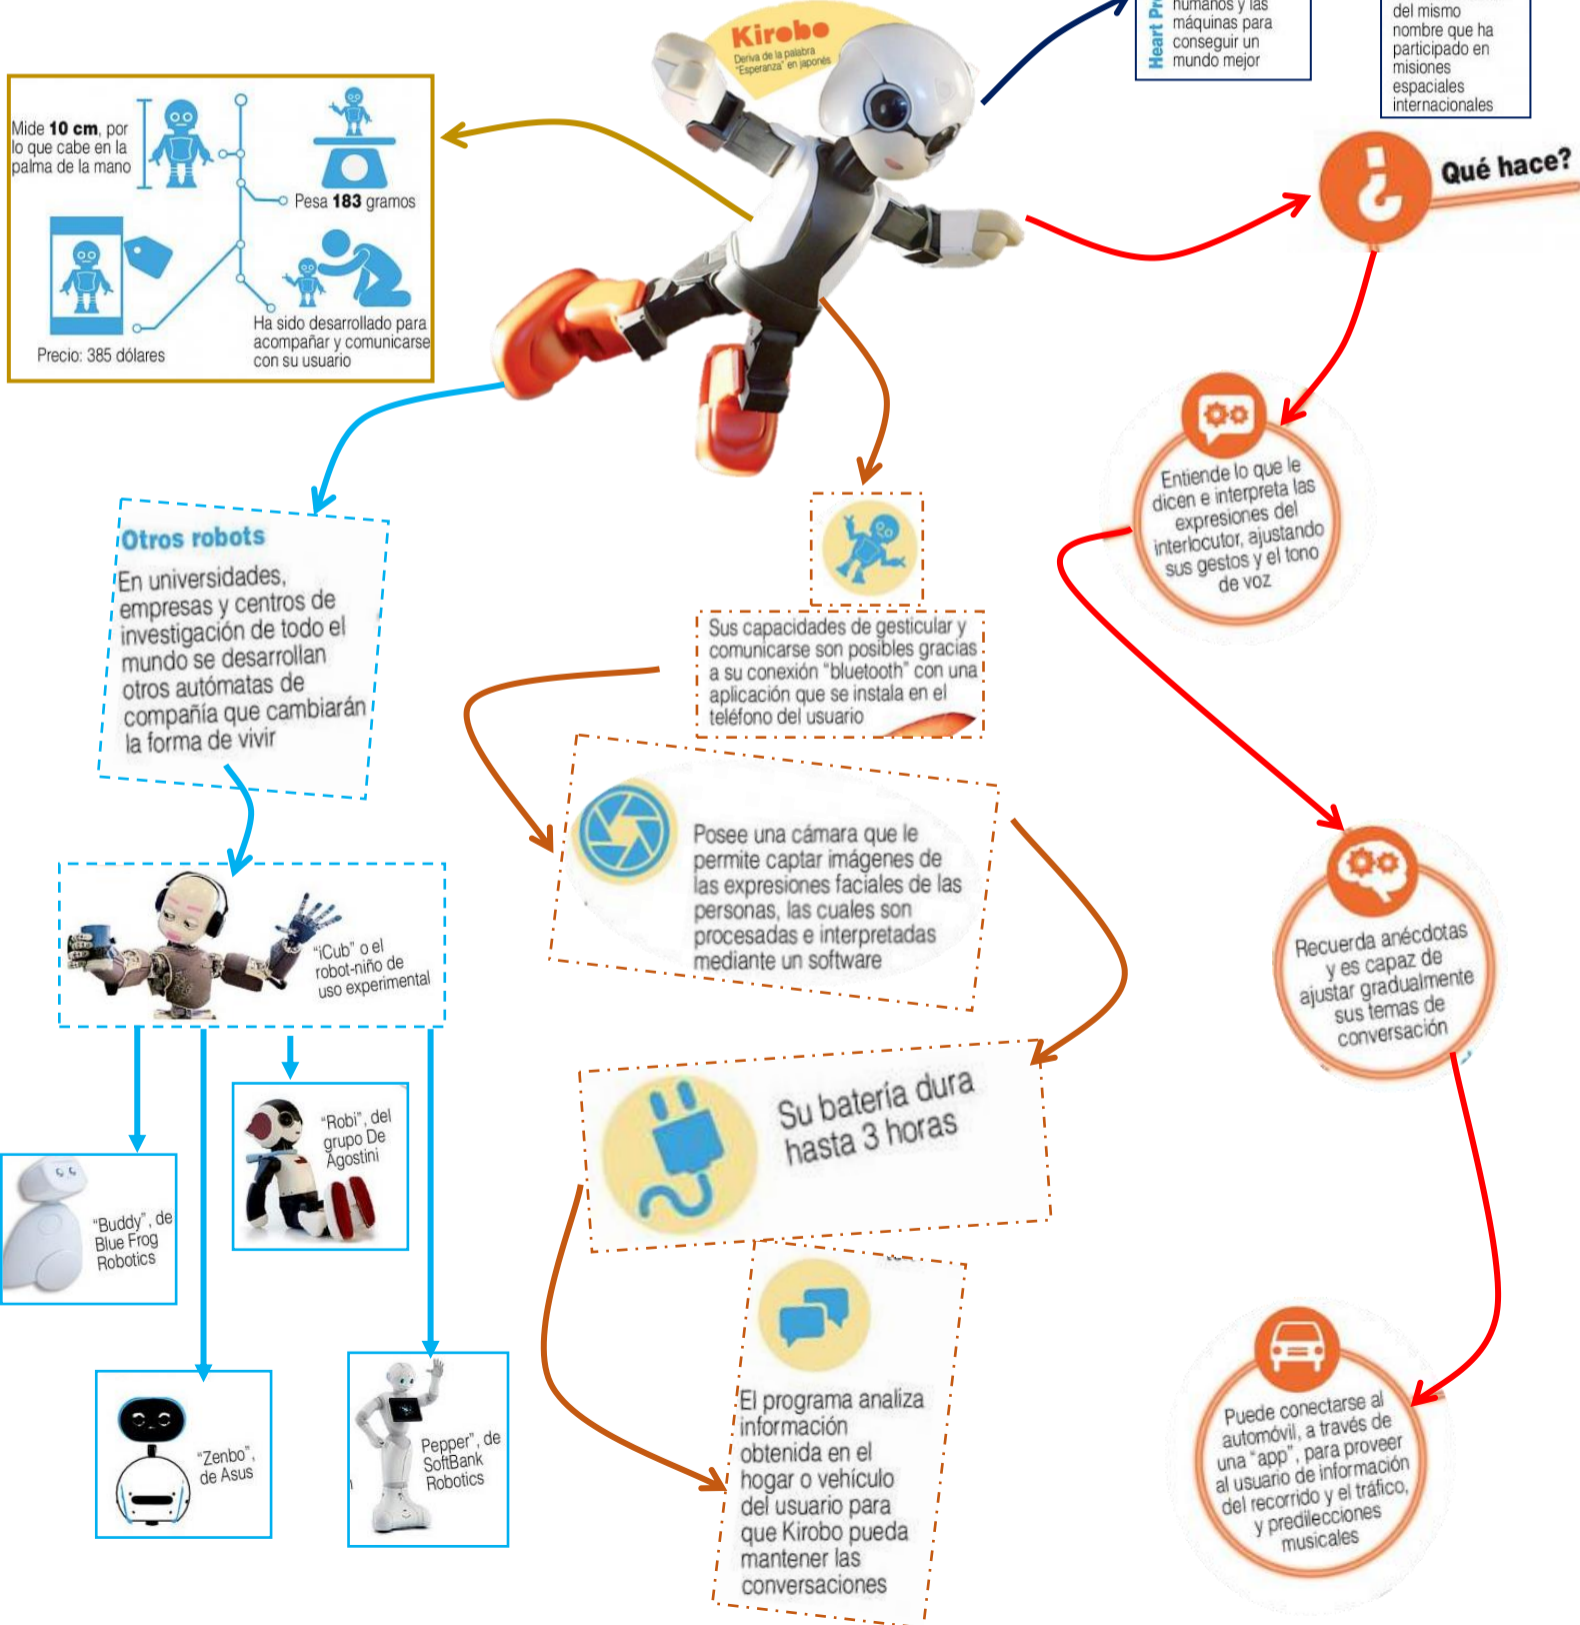 Kirobo
Deriva de la palabra
"Esperanza" en japonés
Heart
humanos y las
máquinas para
conseguir un
mundo mejor
del mismo
nombre que ha
participado en
misiones
espaciales
internacionales
Mide 10 cm, por
lo que cabe en la
palma de la mano
Pesa 183 gramos
Precio: 385 dólares
Ha sido desarrollado para
acompañar y comunicarse
con su usuario
¿ Qué hace?
Entiende lo que le
dicen e interpreta las
expresiones del
interlocutor, ajustando
sus gestos y el tono
de voz
Recuerda anécdotas
y es capaz de
ajustar gradualmente
sus temas de
conversación
Puede conectarse al
automóvil, a través de
una "app", para proveer
al usuario de información
del recorrido y el tráfico,
y predilecciones
musicales
Sus capacidades de gesticular y
comunicarse son posibles gracias
a su conexión "bluetooth" con una
aplicación que se instala en el
teléfono del usuario
Posee una cámara que le
permite captar imágenes de
las expresiones faciales de las
personas, las cuales son
procesadas e interpretadas
mediante un software
Su batería dura
hasta 3 horas
El programa analiza
información
obtenida en el
hogar o vehículo
del usuario para
que Kirobo pueda
mantener las
conversaciones
Otros robots
En universidades,
empresas y centros de
investigación de todo el
mundo se desarrollan
otros autómatas de
compañía que cambiarán
la forma de vivir
"iCub" o el
robot-niño de
uso experimental
"Robi", del
grupo De
Agostini
"Buddy", de
Blue Frog
Robotics
"Zenbo",
de Asus
Pepper", de
SoftBank
Robotics